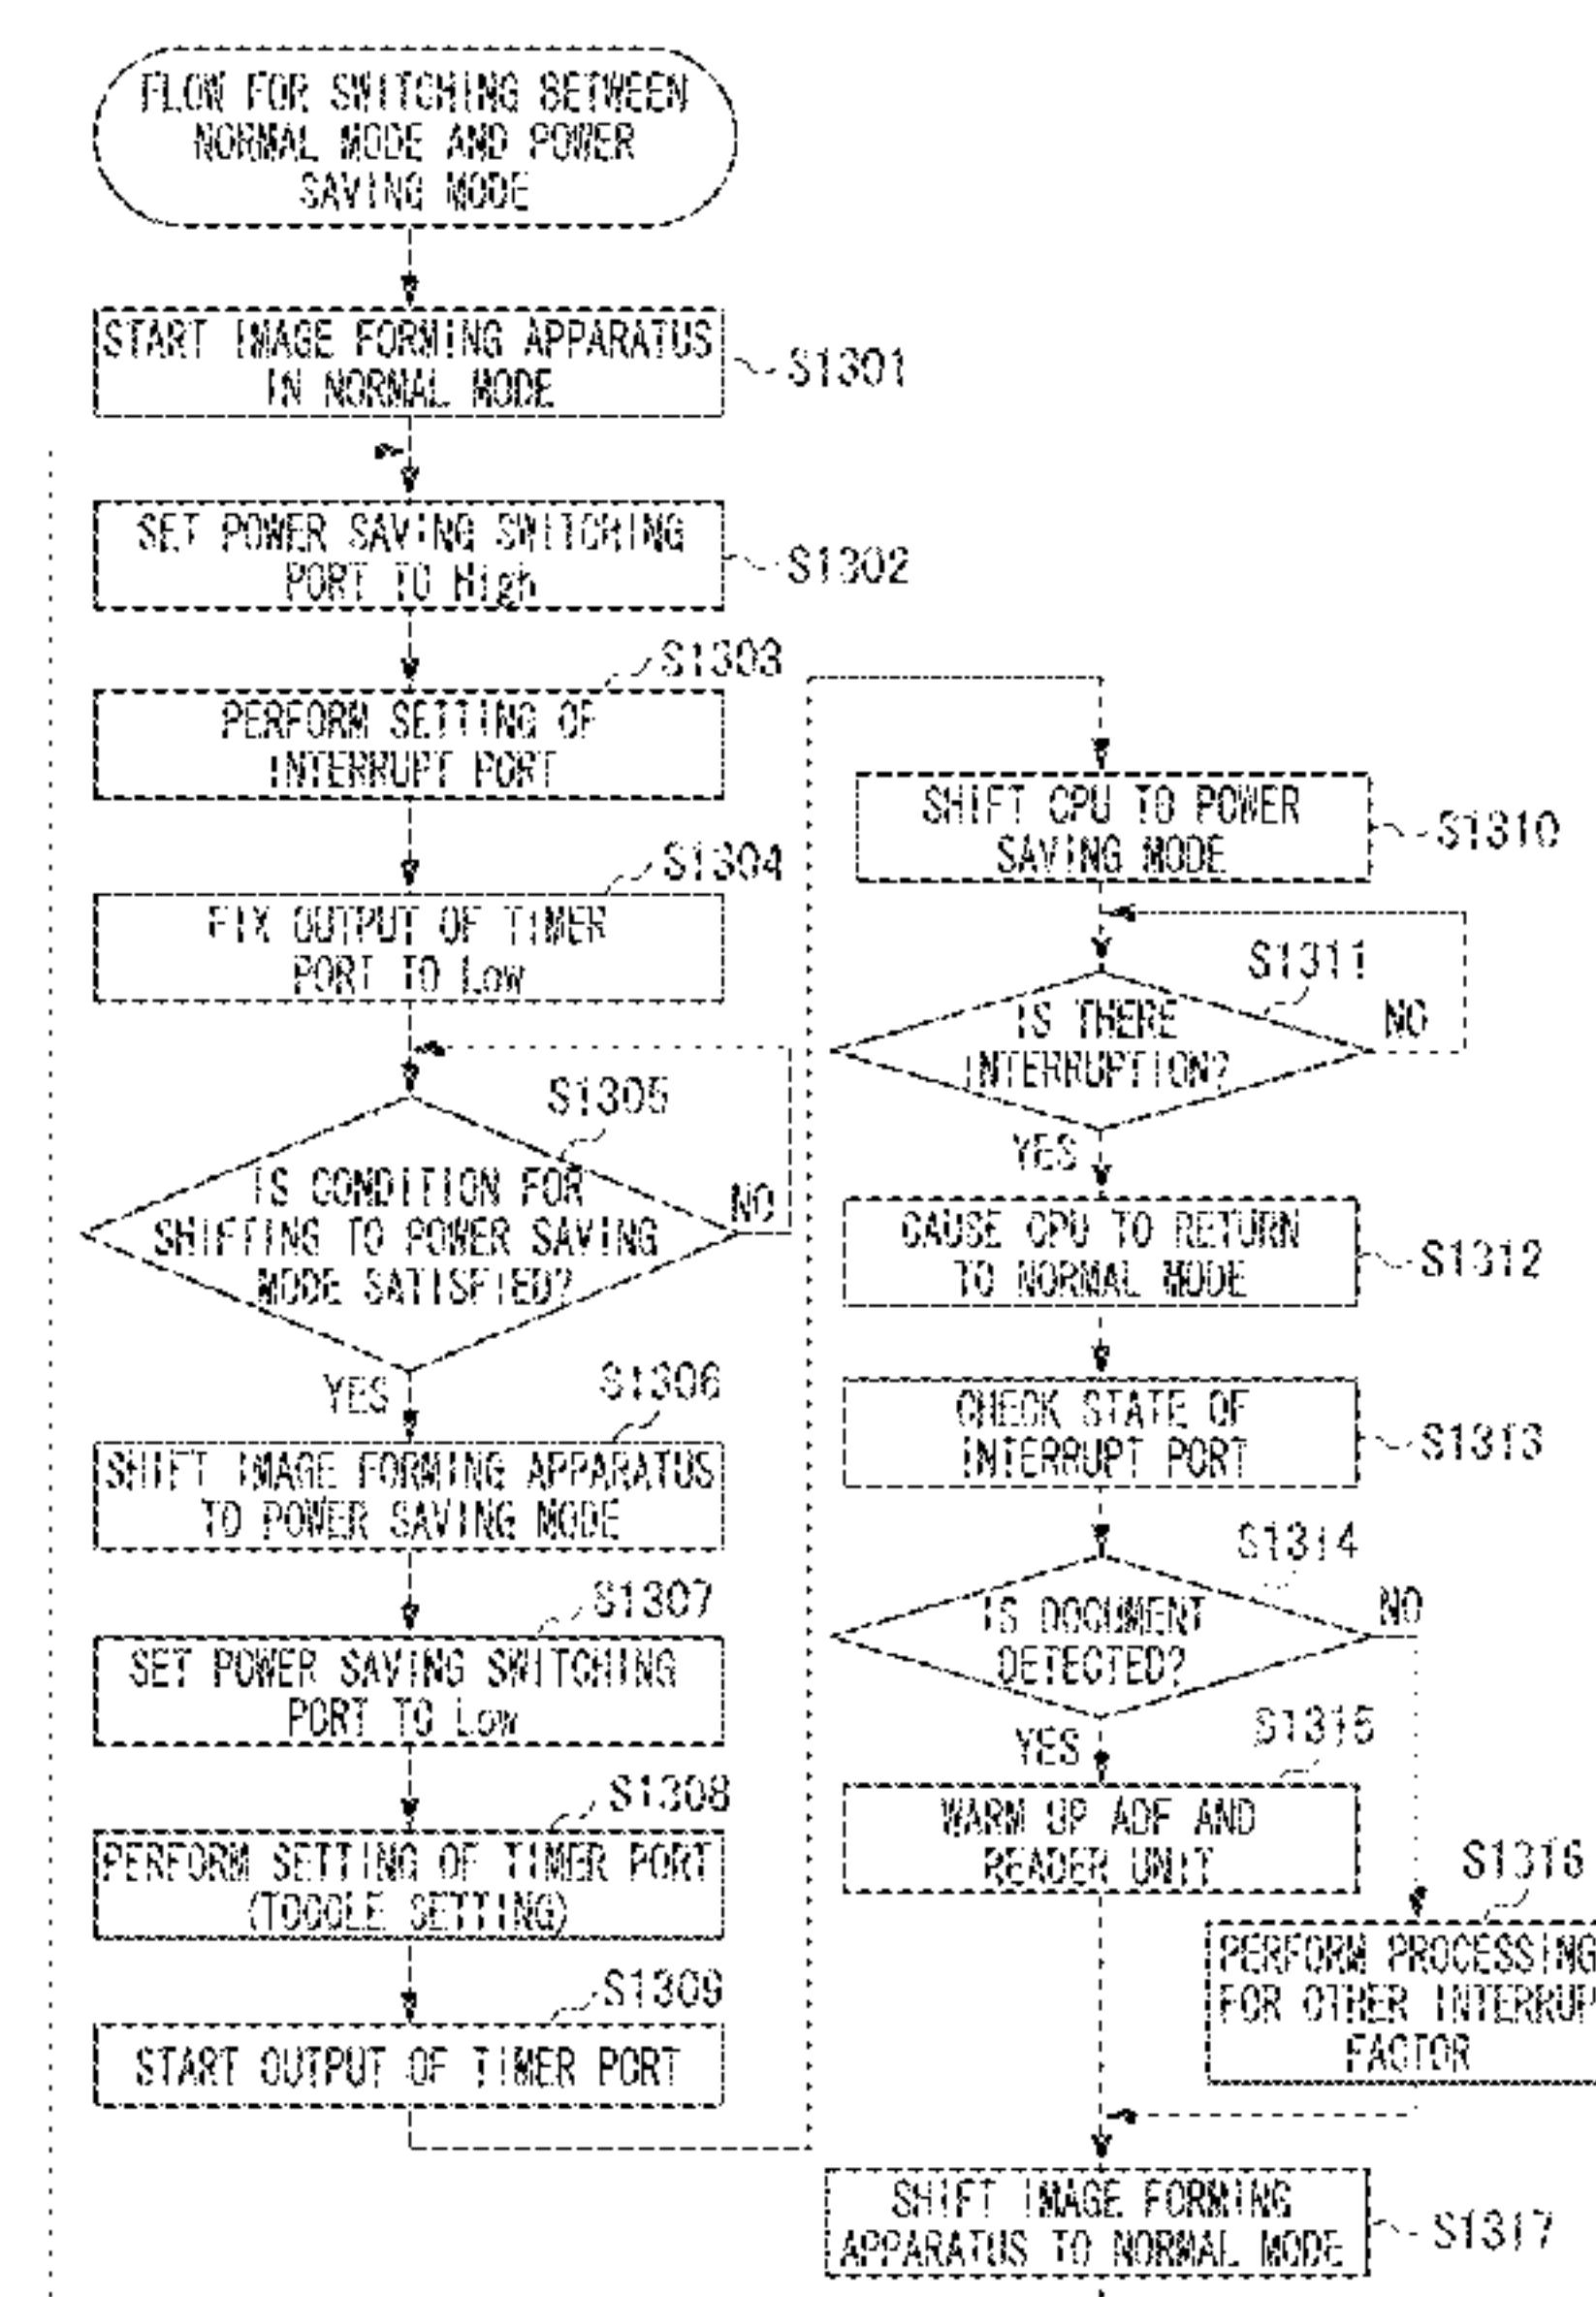 FLOW FOR SWITCHING BETWEEN
NORMAL MODE AND POWER
SAVING MODE
START IMAGE FORMING APPARATUS
IN NORMAL MODE
S1301
SET POWER SAVING SWITCHING
PORT TO High
S1302
S1303
PERFORM SETTING OF
INTERRUPT PORT
S1304
FIX OUTPUT OF TIMER
PORT TO Low
S1305
IS CONDITION FOR
SHIFTING TO POWER SAVING
MODE SATISFIED?
NO
YES
S1306
SHIFT IMAGE FORMING APPARATUS
TO POWER SAVING MODE
S1307
SET POWER SAVING SWITCHING
PORT TO Low
S1308
PERFORM SETTING OF TIMER PORT
(TOGGLE SETTING)
S1309
START OUTPUT OF TIMER PORT
SHIFT CPU TO POWER
SAVING MODE
S1310
S1311
IS THERE
INTERRUPTION?
NO
YES
CAUSE CPU TO RETURN
TO NORMAL MODE
S1312
CHECK STATE OF
INTERRUPT PORT
S1313
S1314
IS DOCUMENT
DETECTED?
NO
YES
S1315
WARM UP ADF AND
READER UNIT
S1316
PERFORM PROCESSING
FOR OTHER INTERRUP
FACTOR
SHIFT IMAGE FORMING
APPARATUS TO NORMAL MODE
S1317